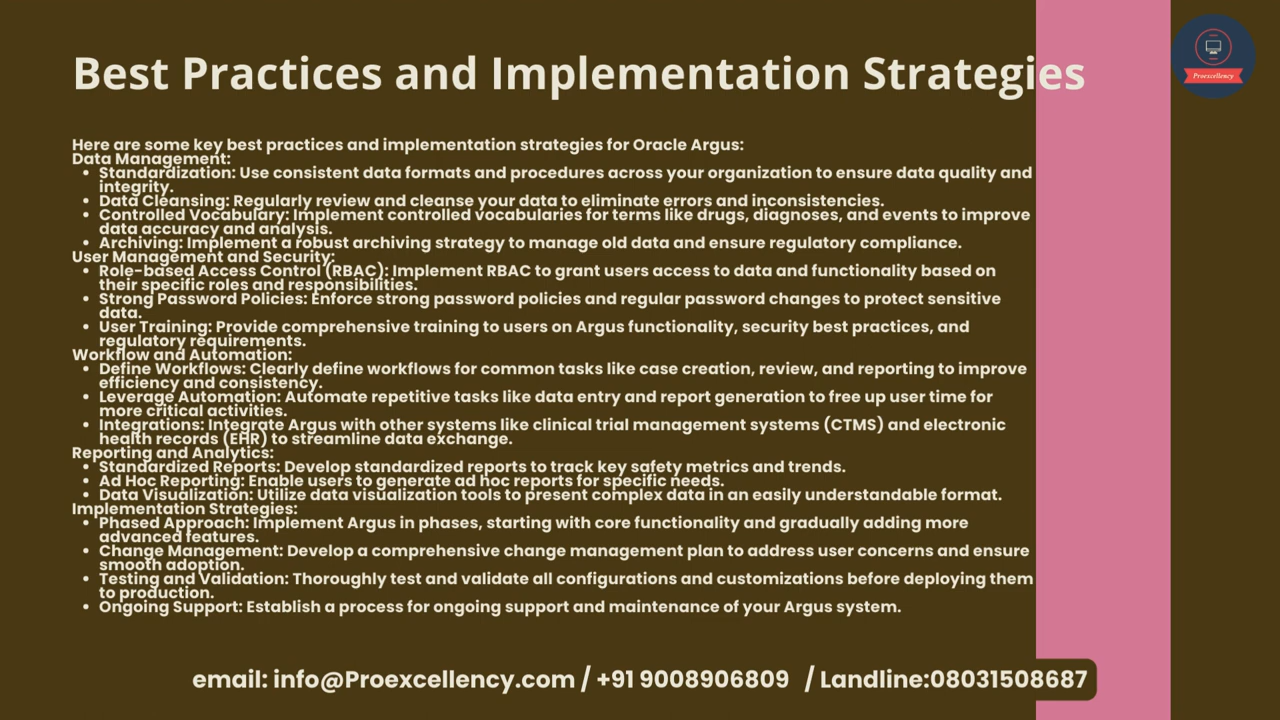 Best Practices and Implementation Strategies
Proexcellency
Here are some key best practices and implementation strategies for Oracle Argus:
Data Management:
• Standardization: Use consistent data formats and procedures across your organization to ensure data quality and
integrity.
• Data Cleansing: Regularly review and cleanse your data to eliminate errors and inconsistencies.
• Controlled Vocabulary: Implement controlled vocabularies for terms like drugs, diagnoses, and events to improve
data accuracy and analysis.
• Archiving: Implement a robust archiving strategy to manage old data and ensure regulatory compliance.
User Management and Security:
• Role-based Access Control (RBAC): Implement RBAC to grant users access to data and functionality based on
their specific roles and responsibilities.
• Strong Password Policies: Enforce strong password policies and regular password changes to protect sensitive
data.
• User Training: Provide comprehensive training to users on Argus functionality, security best practices, and
regulatory requirements.
Workflow and Automation:
• Define Workflows: Clearly define workflows for common tasks like case creation, review, and reporting to improve
efficiency and consistency.
• Leverage Automation: Automate repetitive tasks like data entry and report generation to free up user time for
more critical activities.
• Integrations: Integrate Argus with other systems like clinical trial management systems (CTMS) and electronic
health records (EHR) to streamline data exchange.
Reporting and Analytics:
• Standardized Reports: Develop standardized reports to track key safety metrics and trends.
• Ad Hoc Reporting: Enable users to generate ad hoc reports for specific needs.
• Data Visualization: Utilize data visualization tools to present complex data in an easily understandable format.
Implementation Strategies:
• Phased Approach: Implement Argus in phases, starting with core functionality and gradually adding more
advanced features.
• Change Management: Develop a comprehensive change management plan to address user concerns and ensure
smooth adoption.
• Testing and Validation: Thoroughly test and validate all configurations and customizations before deploying them
to production.
• Ongoing Support: Establish a process for ongoing support and maintenance of your Argus system.
email: info@Proexcellency.com / +91 9008906809 / Landline:08031508687